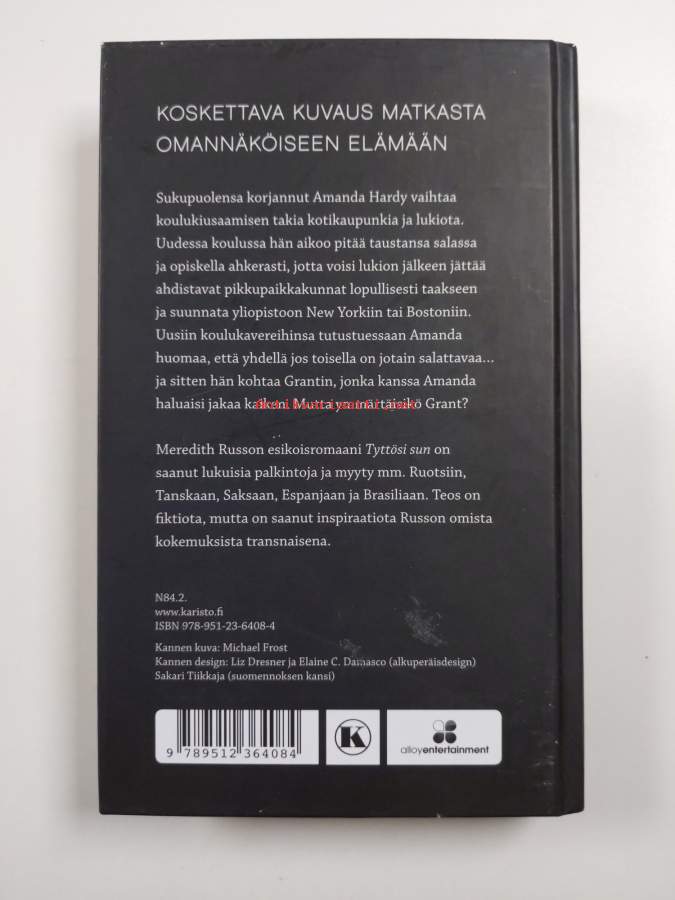 KOSKETTAVA KUVAUS MATKASTA
OMANNÄKÖISEEN ELÄMÄÄN
Sukupuolensa korjannut Amanda Hardy vaihtaa
koulukiusaamisen takia kotikaupunkia ja lukiota.
Uudessa koulussa hän aikoo pitää taustansa salassa
ja opiskella ahkerasti, jotta voisi lukion jälkeen jättää
ahdistavat pikkupaikkakunnat lopullisesti taakseen
ja suunnata yliopistoon New Yorkiin tai Bostoniin.
Uusiin koulukavereihinsa tutustuessaan Amanda
huomaa, että yhdellä jos toisella on jotain salattavaa...
ja sitten hän kohtaa Grantin, jonka kanssa Amanda
haluaisi jakaa kaiken. Mutta ymmärtäisikö Grant?
Meredith Russon esikoisromaani Tyttösi sun on
saanut lukuisia palkintoja ja myyty mm. Ruotsiin,
Tanskaan, Saksaan, Espanjaan ja Brasiliaan. Teos on
fiktiota, mutta on saanut inspiraatiota Russon omista
kokemuksista transnaisena.
N84.2.
www.karisto.fi
ISBN 978-951-23-6408-4
Kannen kuva: Michael Frost
Kannen design: Liz Dresner ja Elaine C. Damasco (alkuperäisdesign)
Sakari Tiikkaja (suomennoksen kansi)
9 789512 364084
K
alloyentertainment